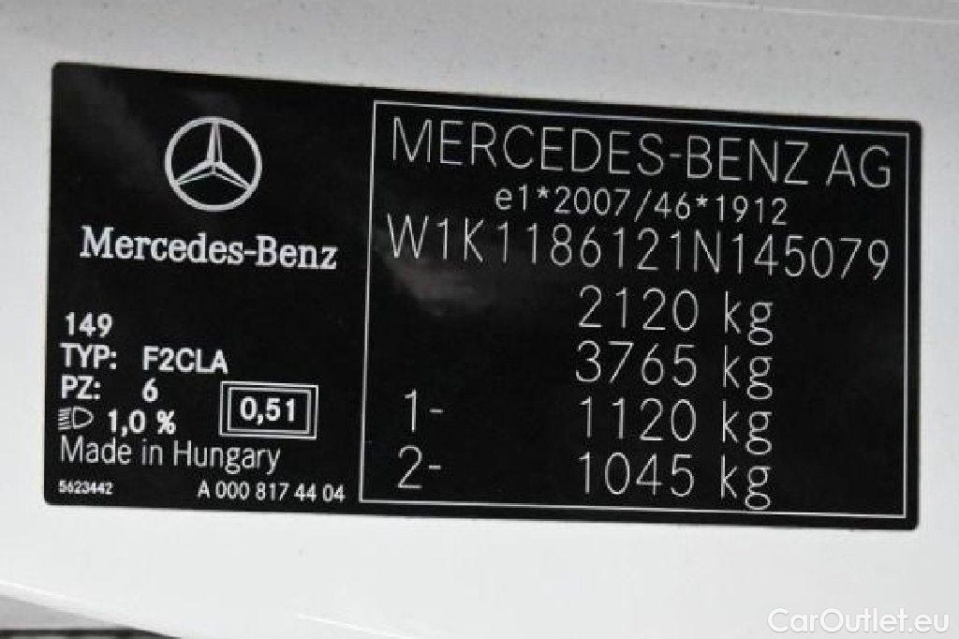 Mercedes-Benz
149
TYP: F2CLA
PZ: 6
1,0 %
0,51
Made in Hungary
5623442
A 000 817 44 04
MERCEDES-BENZ AG
e1*2007/46*1912
W1K1186121N145079
2120 kg
3765 kg
1- 1120 kg
2- 1045 kg
CarOutlet.eu